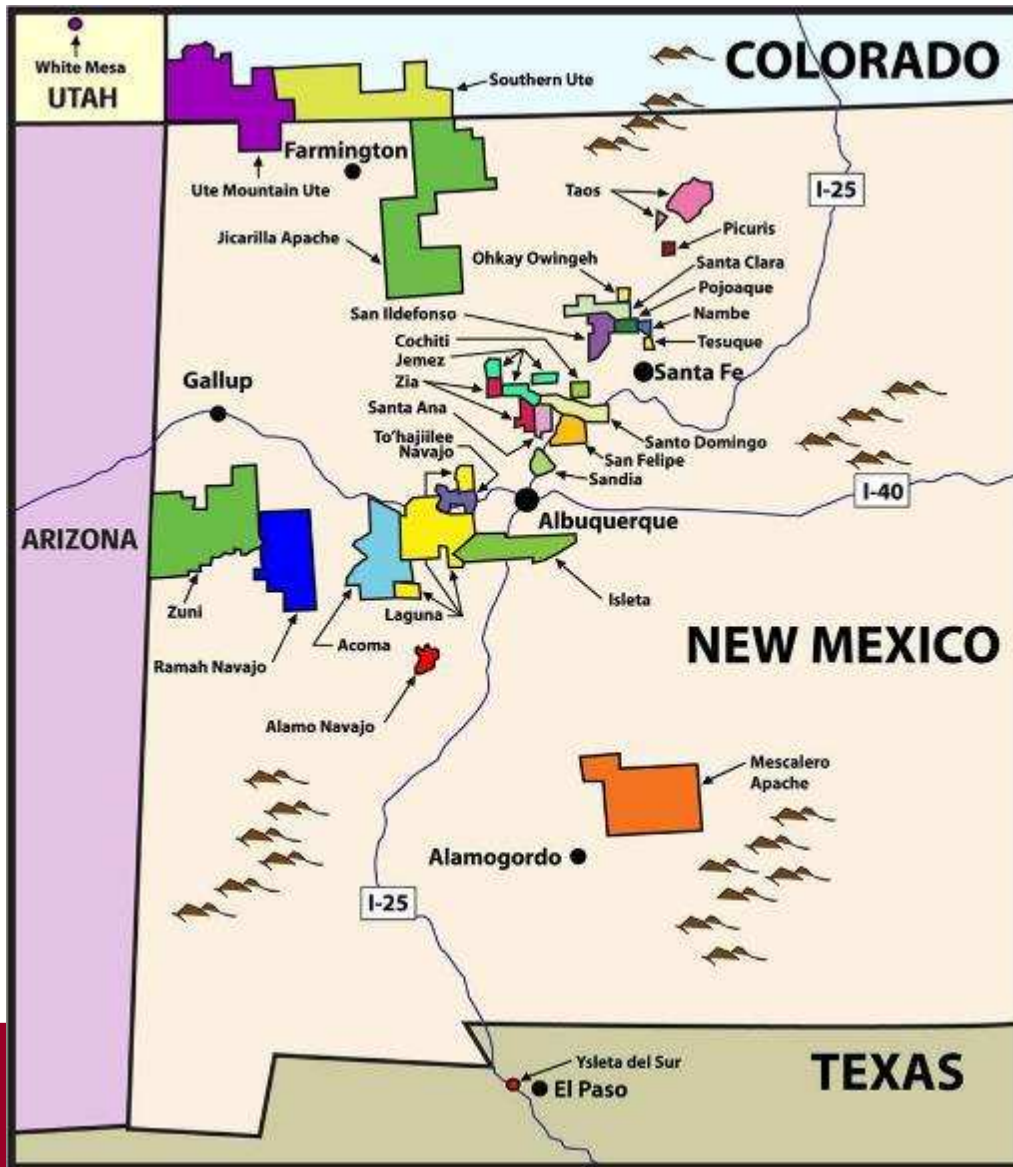 White Mesa
UTAH
COLORADO
Southern Ute
Farmington
Ute Mountain Ute
I-25
Taos
Picuris
Jicarilla Apache
Ohkay Owingeh
Santa Clara
Pojoaque
San Ildefonso
Nambe
Cochiti
Tesuque
Jemez
Santa Fe
Gallup
Zia
Santa Ana
To'hajiilee
Navajo
Santo Domingo
San Felipe
Sandia
I-40
Albuquerque
ARIZONA
Isleta
Zuni
Laguna
Acoma
NEW MEXICO
Ramah Navajo
Alamo Navajo
Mescalero
Apache
Alamogordo
I-25
Ysleta del Sur
El Paso
TEXAS